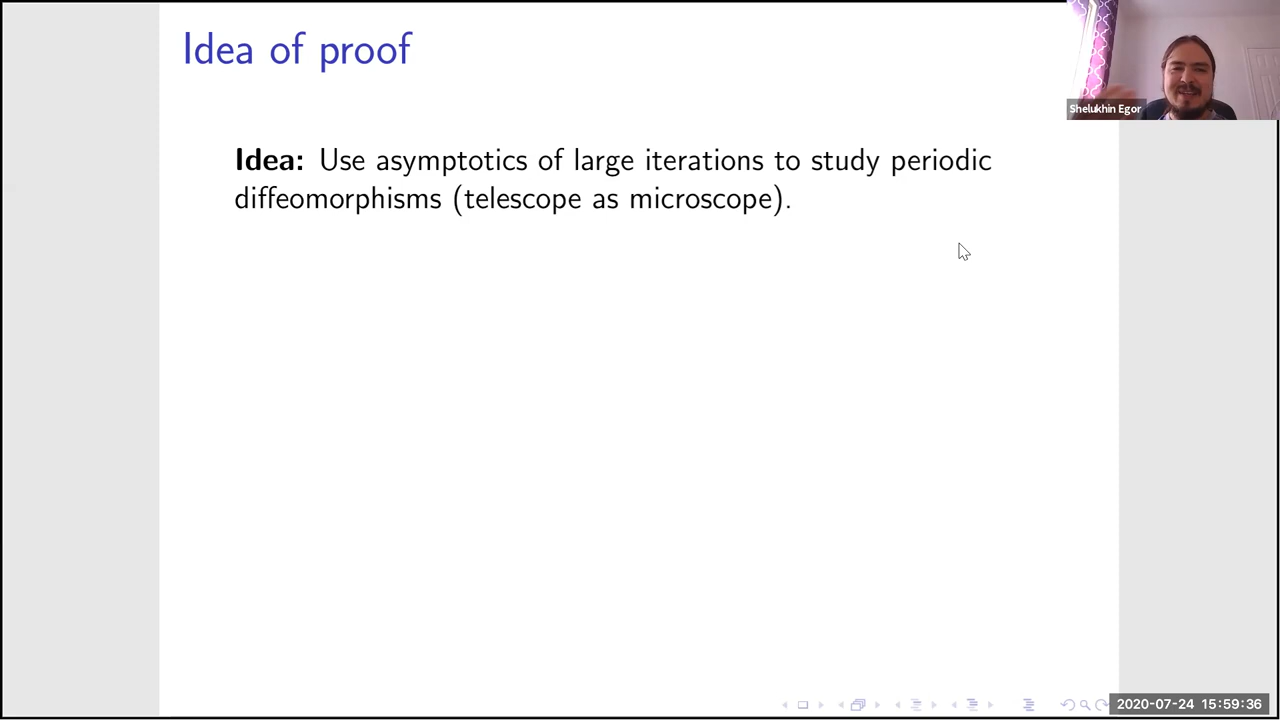 Idea of proof
Shelukhin Egor
Idea: Use asymptotics of large iterations to study periodic
diffeomorphisms (telescope as microscope).
2020-07-24 15:59:36